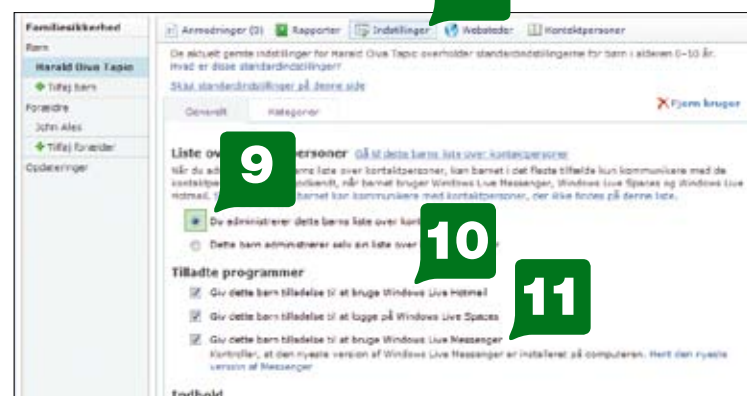 Familiesikkerhed
Børn
Harald Oiva Tapio
Tilføj barn
Forældre
John Ales
Tilføj forælder
Opdateringer
Anmodninger (0) Rapporter Indstillinger Websteder Kontaktpersoner
De aktuelt gemte indstillinger for Harald Oiva Tapio overholder standardindstillingerne for børn i alderen 0-10 år.
Hvad er disse standardindstillinger?
standardindstillinger på denne side
Generelt Kategorier
Fjern bruger
9
Liste ov personer Gå til dette barns liste over kontaktpersoner
Når du ad erns liste over kontaktpersoner, kan barnet i det fleste tilfælde kun kommunikere med de
kontaktpe odkendt, når barnet bruger Windows Live Messenger, Windows Live Spaces og Windows Live
Hotmail. barnet kan kommunikere med kontaktpersoner, der ikke findes på denne liste.
Du administrerer dette barns liste over kont
Dette barn administrerer selv sin liste over r
10
Tilladte programmer
11
Giv dette barn tilladelse til at bruge Windows Live Hotmail
Giv dette barn tilladelse til at logge på Windows Live Spaces
Giv dette barn tilladelse til at bruge Windows Live Messenger
Kontroller, at den nyeste version af Windows Live Messenger er installeret på computeren. Hent den nyeste
version af Messenger
Indhold